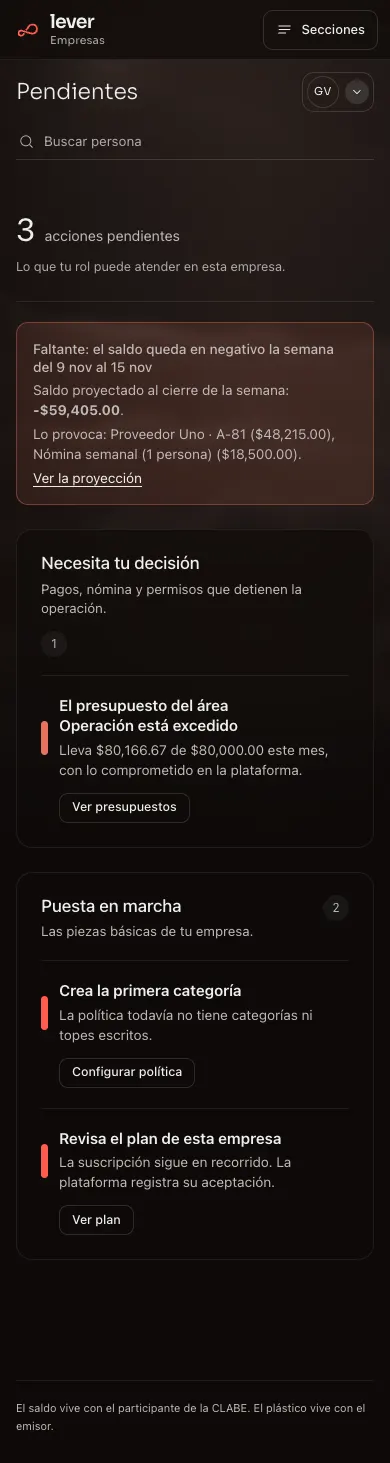 lever
Empresas
Secciones
Pendientes
GV
Buscar persona
3 acciones pendientes
Lo que tu rol puede atender en esta empresa.
Faltante: el saldo queda en negativo la semana
del 9 nov al 15 nov
Saldo proyectado al cierre de la semana:
-$59,405.00.
Lo provoca: Proveedor Uno · A-81 ($48,215.00),
Nómina semanal (1 persona) ($18,500.00).
Ver la proyección
Necesita tu decisión
Pagos, nómina y permisos que detienen la
operación.
1
El presupuesto del área
Operación está excedido
Lleva $80,166.67 de $80,000.00 este mes,
con lo comprometido en la plataforma.
Ver presupuestos
Puesta en marcha
2
Las piezas básicas de tu empresa.
Crea la primera categoría
La política todavía no tiene categorías ni
topes escritos.
Configurar política
Revisa el plan de esta empresa
La suscripción sigue en recorrido. La
plataforma registra su aceptación.
Ver plan
El saldo vive con el participante de la CLABE. El plástico vive con el
emisor.